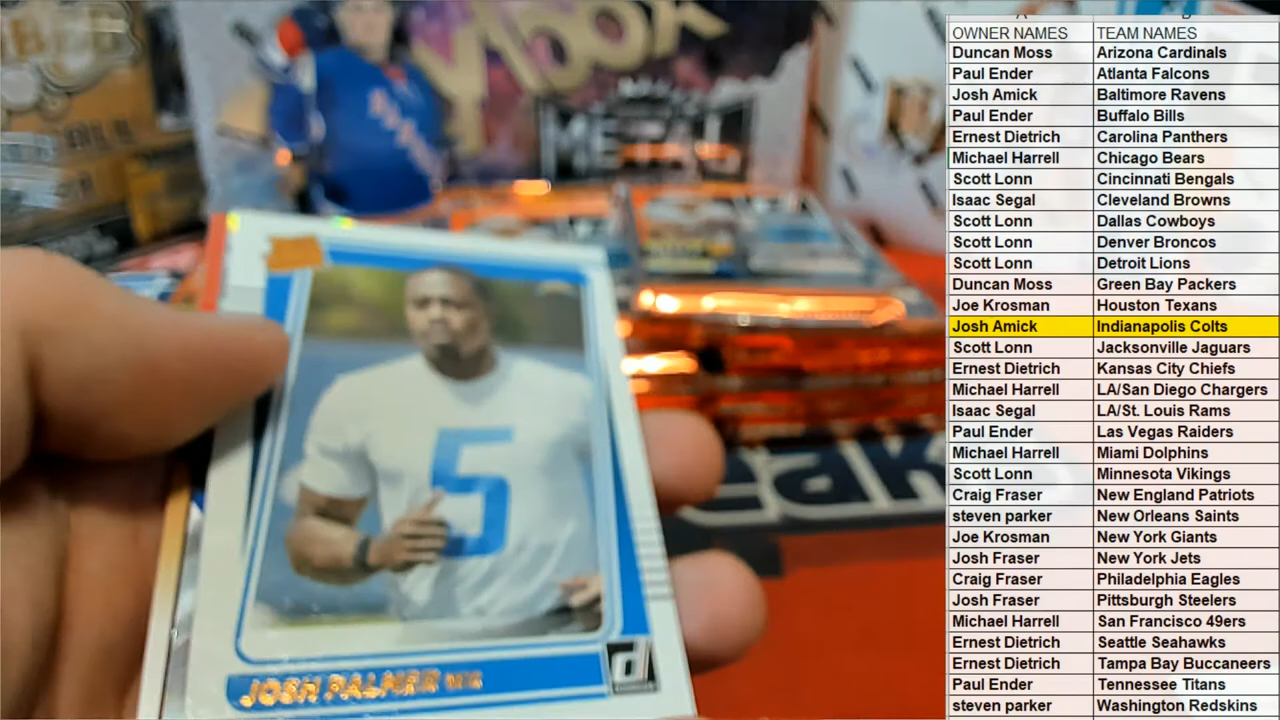 OWNER NAMES TEAM NAMES
Duncan Moss Arizona Cardinals
Paul Ender Atlanta Falcons
Josh Amick Baltimore Ravens
Paul Ender Buffalo Bills
Ernest Dietrich Carolina Panthers
Michael Harrell Chicago Bears
Scott Lonn Cincinnati Bengals
Isaac Segal Cleveland Browns
Scott Lonn Dallas Cowboys
Scott Lonn Denver Broncos
Scott Lonn Detroit Lions
Duncan Moss Green Bay Packers
Joe Krosman Houston Texans
Josh Amick Indianapolis Colts
Scott Lonn Jacksonville Jaguars
Ernest Dietrich Kansas City Chiefs
Michael Harrell LA/San Diego Chargers
Isaac Segal LA/St. Louis Rams
Paul Ender Las Vegas Raiders
Michael Harrell Miami Dolphins
Scott Lonn Minnesota Vikings
Craig Fraser New England Patriots
steven parker New Orleans Saints
Joe Krosman New York Giants
Josh Fraser New York Jets
Craig Fraser Philadelphia Eagles
Josh Fraser Pittsburgh Steelers
Michael Harrell San Francisco 49ers
Ernest Dietrich Seattle Seahawks
Ernest Dietrich Tampa Bay Buccaneers
Paul Ender Tennessee Titans
steven parker Washington Redskins
METAL
5
JOSH PALMER WR
d